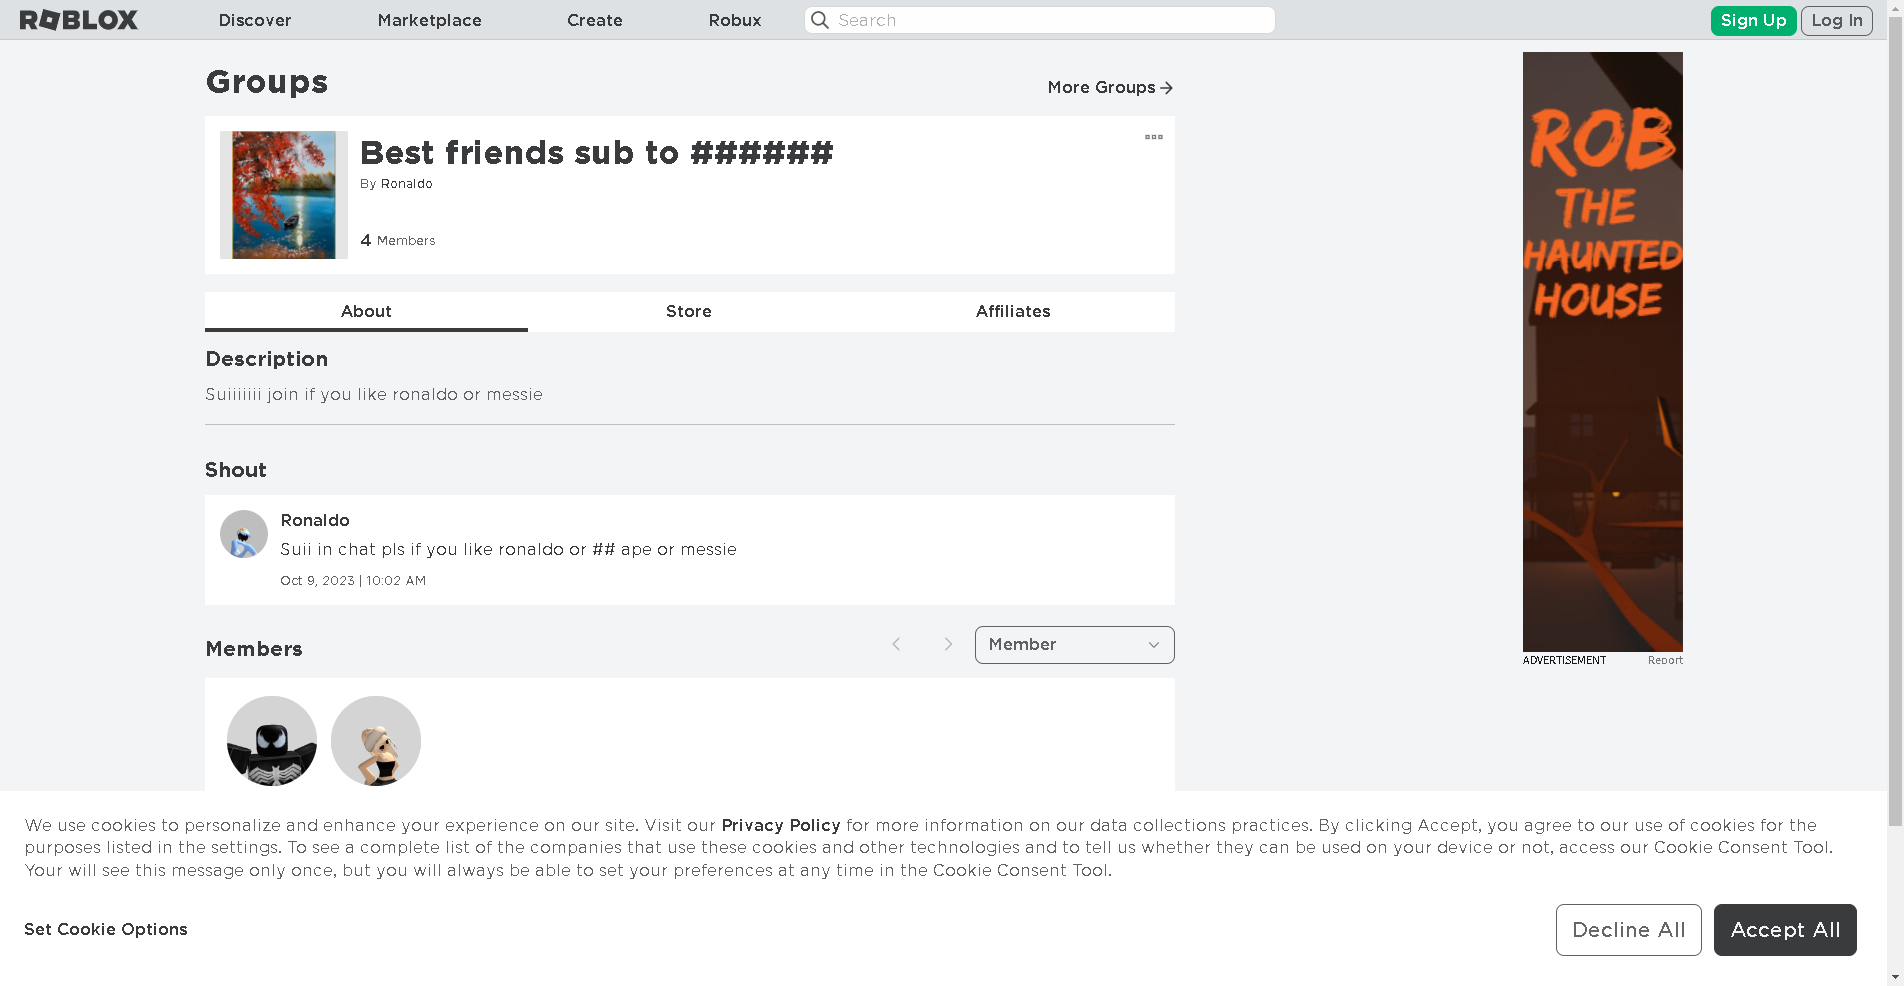 ROBLOX
Discover
Marketplace
Create
Robux
Search
Sign Up
Log In
Groups
More Groups
Best friends sub to ######
By Ronaldo
4 Members
About
Store
Affiliates
Description
Suiiiiiii join if you like ronaldo or messie
Shout
Ronaldo
Suii in chat pls if you like ronaldo or ## ape or messie
Oct 9, 2023 | 10:02 AM
Members
Member
ROB
THE
HAUNTED
HOUSE
ADVERTISEMENT
Report
We use cookies to personalize and enhance your experience on our site. Visit our Privacy Policy for more information on our data collections practices. By clicking Accept, you agree to our use of cookies for the
purposes listed in the settings. To see a complete list of the companies that use these cookies and other technologies and to tell us whether they can be used on your device or not, access our Cookie Consent Tool.
Your will see this message only once, but you will always be able to set your preferences at any time in the Cookie Consent Tool.
Set Cookie Options
Decline All
Accept All